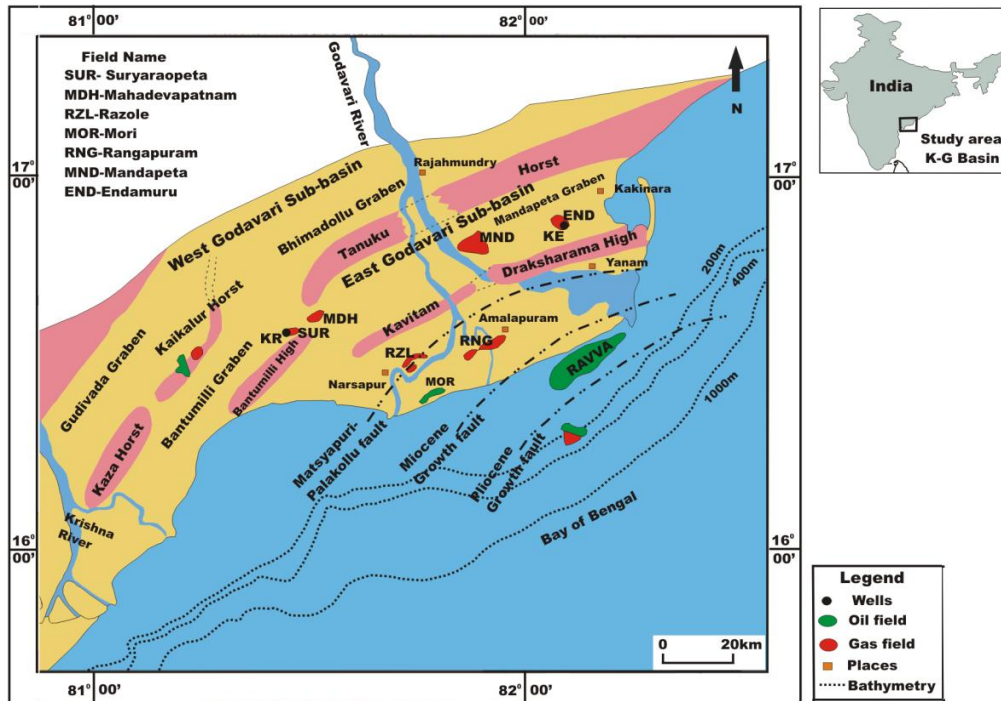 81° 00'
82° 00'
Field Name
SUR- Suryaraopeta
MDH-Mahadevapatnam
RZL-Razole
MOR-Mori
RNG-Rangapuram
MND-Mandapeta
END-Endamuru
Godavari River
N
India
Study area
K-G Basin
17°
00'
17°
00'
Rajahmundry
Horst
West Godavari Sub-basin
Bhimadollu Graben
Tanuku
East Godavari Sub-basin
Mandapeta Graben
Kakinara
END
KE
MND
Draksharama High
Yanam
200m
400m
1000m
Kaikalur Horst
MDH
KR
SUR
Kavitam
Amalapuram
RNG
RZL
Gudivada Graben
Bantumilli Graben
Bantumilli High
Narsapur
MOR
RAVVA
Kaza Horst
Matsyapuri-
Palakollu fault
Miocene
Growth fault
Pliocene
Growth fault
Krishna
River
Bay of Bengal
16°
00'
16°
00'
0 20km
81° 00'
82° 00'
Legend
Wells
Oil field
Gas field
Places
Bathymetry